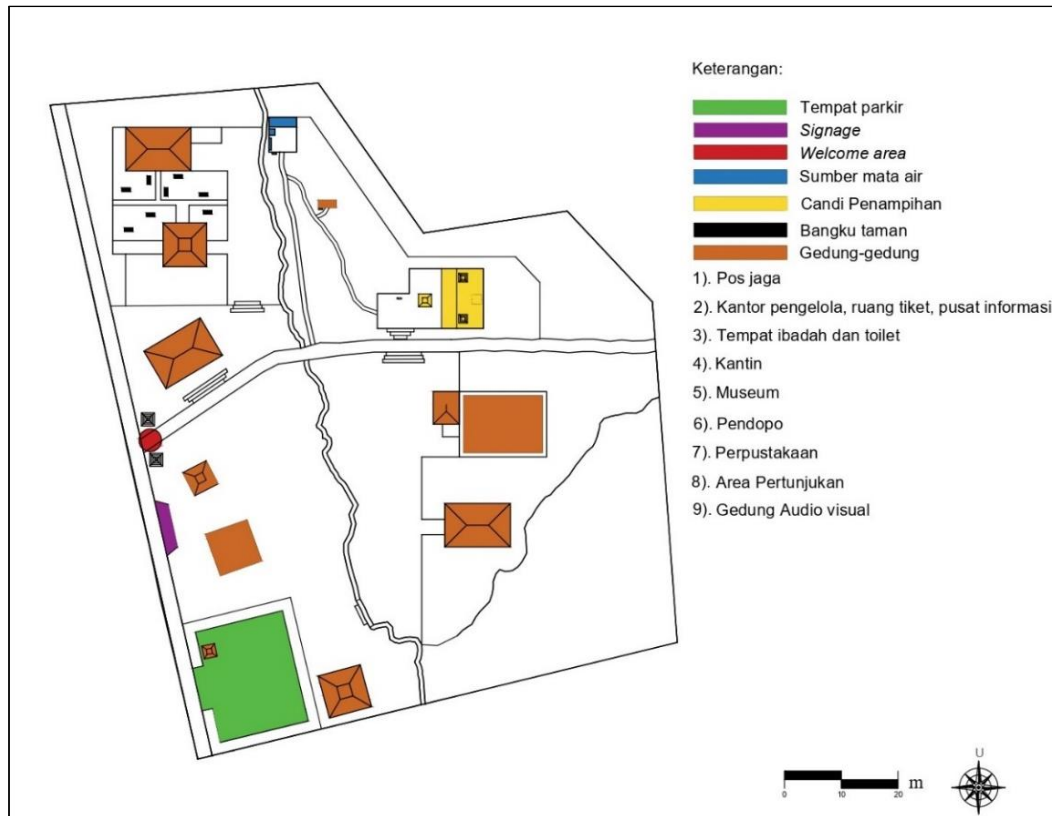 Keterangan:
Tempat parkir
Signage
Welcome area
Sumber mata air
Candi Penampihan
Bangku taman
Gedung-gedung
1). Pos jaga
2). Kantor pengelola, ruang tiket, pusat informasi
3). Tempat ibadah dan toilet
4). Kantin
5). Museum
6). Pendopo
7). Perpustakaan
8). Area Pertunjukan
9). Gedung Audio visual
U
m
0 10 20